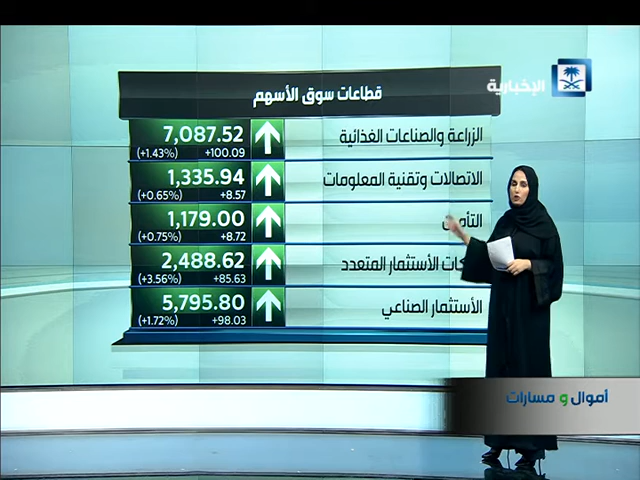 الإخبارية
قطاعات سوق الأسهم
الزراعة والصناعات الغذائية 7,087.52
+100.09 (+1.43%)
الاتصالات وتقنية المعلومات 1,335.94
+8.57 (+0.65%)
1,179.00
+8.72 (+0.75%)
الأستثمار المتعدد 2,488.62
+85.63 (+3.56%)
الأستثمار الصناعي 5,795.80
+98.03 (+1.72%)
أموال و مسارات